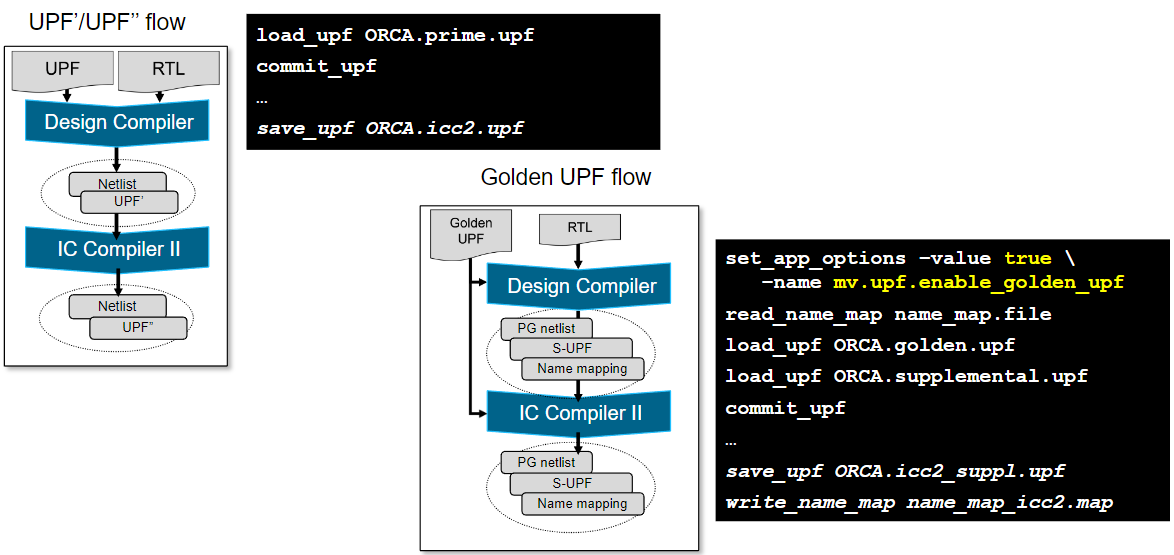 UPF’/UPF’’ flow
UPF
RTL
Design Compiler
Netlist
UPF’
IC Compiler II
Netlist
UPF”
load_upf ORCA.prime.upf
commit_upf
…
save_upf ORCA.icc2.upf
Golden UPF flow
Golden
UPF
RTL
Design Compiler
PG netlist
S-UPF
Name mapping
IC Compiler II
PG netlist
S-UPF
Name mapping
set_app_options –value true \
–name mv.upf.enable_golden_upf
read_name_map name_map.file
load_upf ORCA.golden.upf
load_upf ORCA.supplemental.upf
commit_upf
…
save_upf ORCA.icc2_suppl.upf
write_name_map name_map_icc2.map